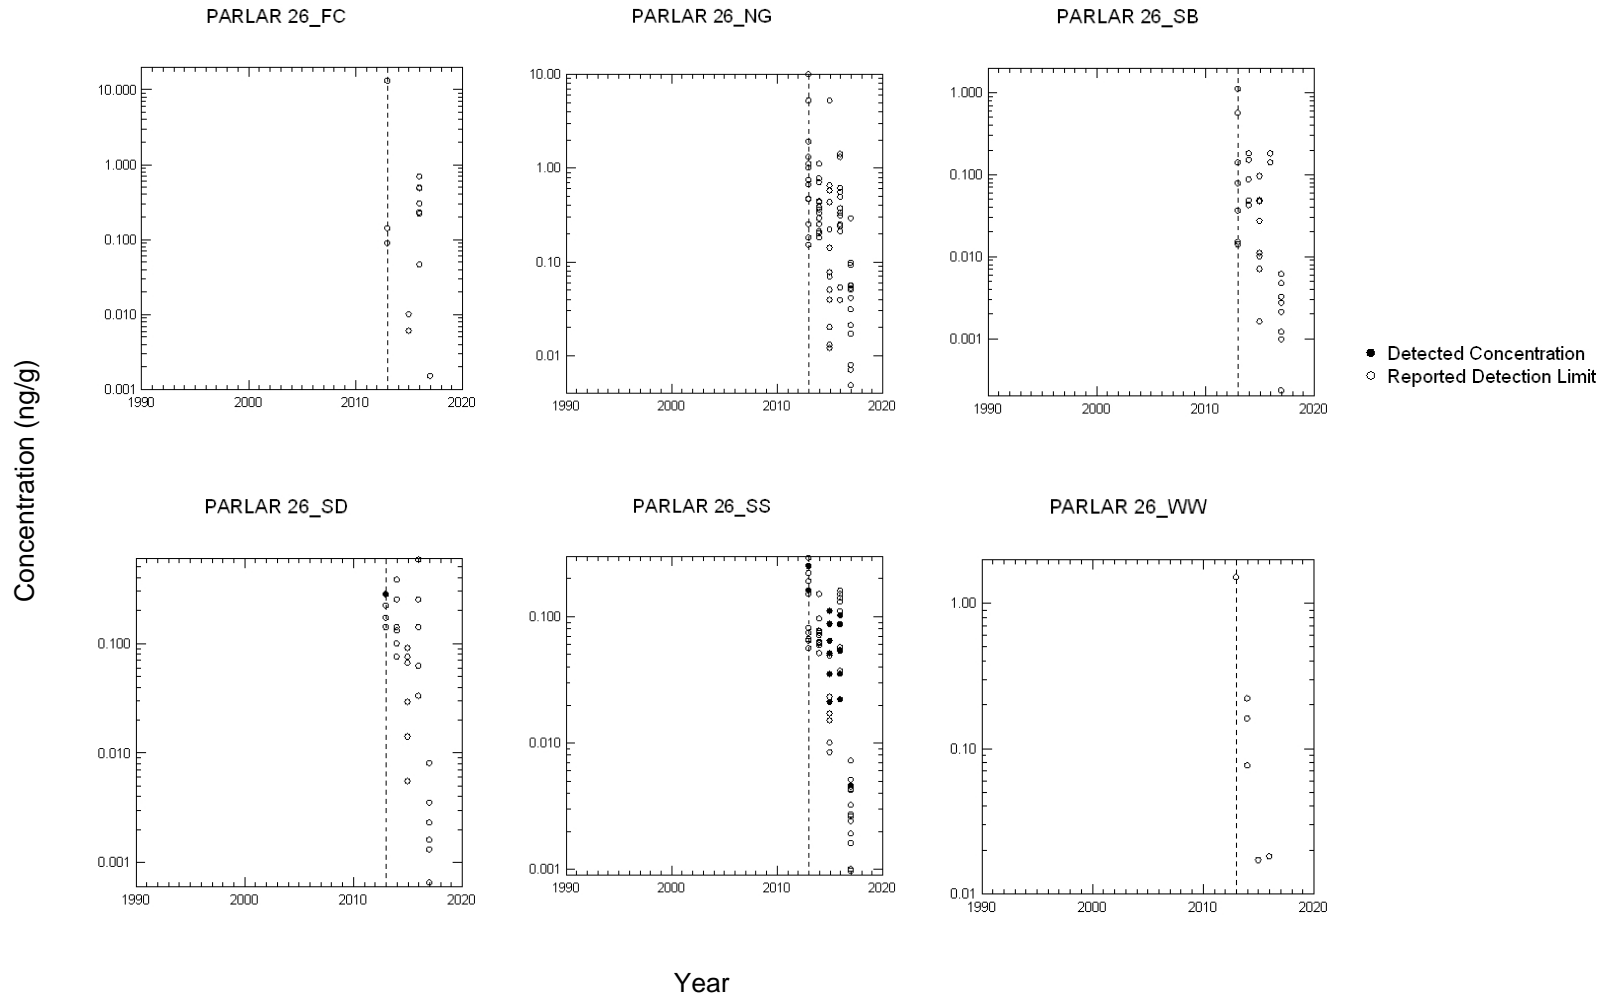 PARLAR 26_FC
10.000
1.000
0.100
0.010
0.001
1990 2000 2010 2020
PARLAR 26_NG
10.00
1.00
0.10
0.01
1990 2000 2010 2020
PARLAR 26_SB
1.000
0.100
0.010
0.001
1990 2000 2010 2020
Detected Concentration
Reported Detection Limit
Concentration (ng/g)
PARLAR 26_SD
0.100
0.010
0.001
1990 2000 2010 2020
PARLAR 26_SS
0.100
0.010
0.001
1990 2000 2010 2020
PARLAR 26_WW
1.00
0.10
0.01
1990 2000 2010 2020
Year